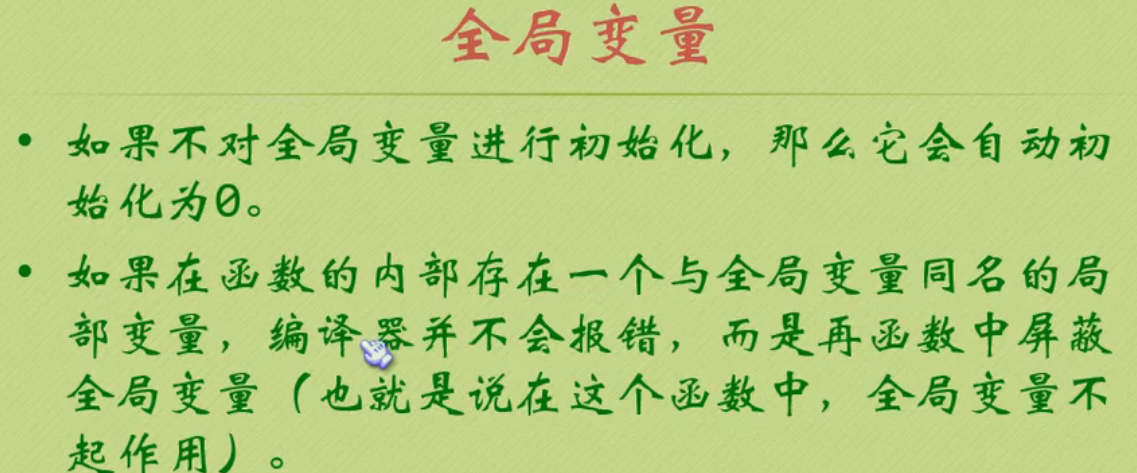 全局变量
• 如果不对全局变量进行初始化，那么它会自动初
始化为0。
• 如果在函数的内部存在一个与全局变量同名的局
部变量，编译器并不会报错，而是再函数中屏蔽
全局变量（也就是说在这个函数中，全局变量不
起作用）。